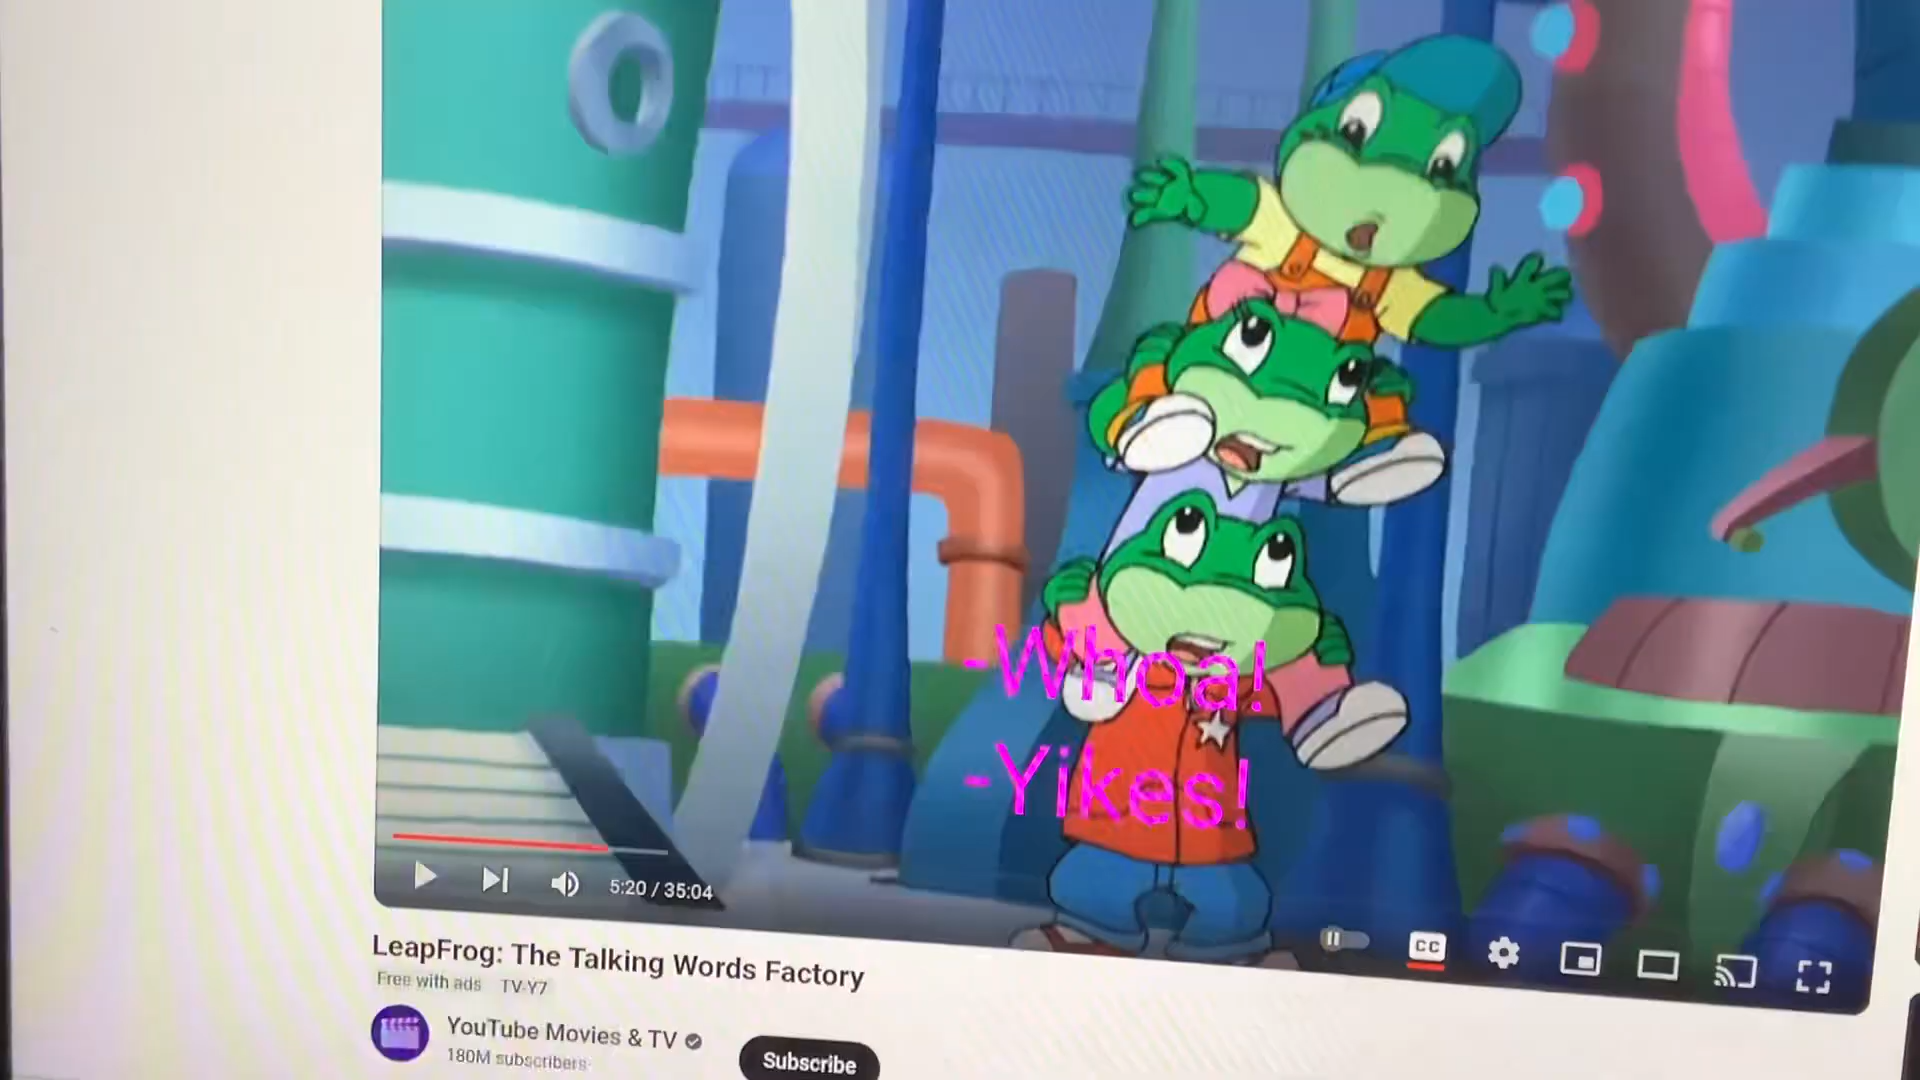 -Whoa!
-Yikes!
5:20 / 35:04
CC
LeapFrog: The Talking Words Factory
Free with ads TV-Y7
YouTube Movies & TV
180M subscribers
Subscribe